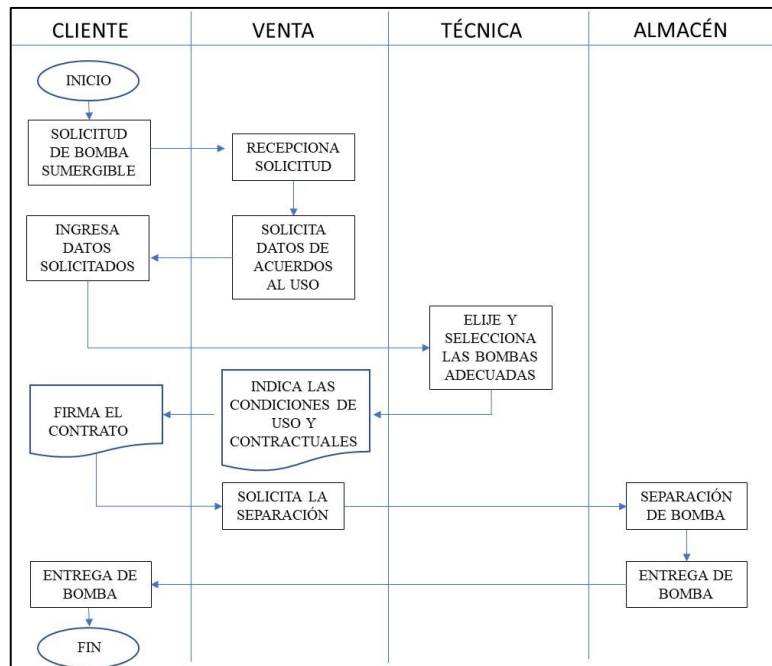 CLIENTE
VENTA
TÉCNICA
ALMACÉN
INICIO
SOLICITUD
DE BOMBA
SUMERGIBLE
RECEPCIONA
SOLICITUD
SOLICITA
DATOS DE
ACUERDOS
AL USO
INGRESA
DATOS
SOLICITADOS
ELIJE Y
SELECCIONA
LAS BOMBAS
ADECUADAS
INDICA LAS
CONDICIONES DE
USO Y
CONTRACTUALES
FIRMA EL
CONTRATO
SOLICITA LA
SEPARACIÓN
SEPARACIÓN
DE BOMBA
ENTREGA DE
BOMBA
ENTREGA DE
BOMBA
FIN